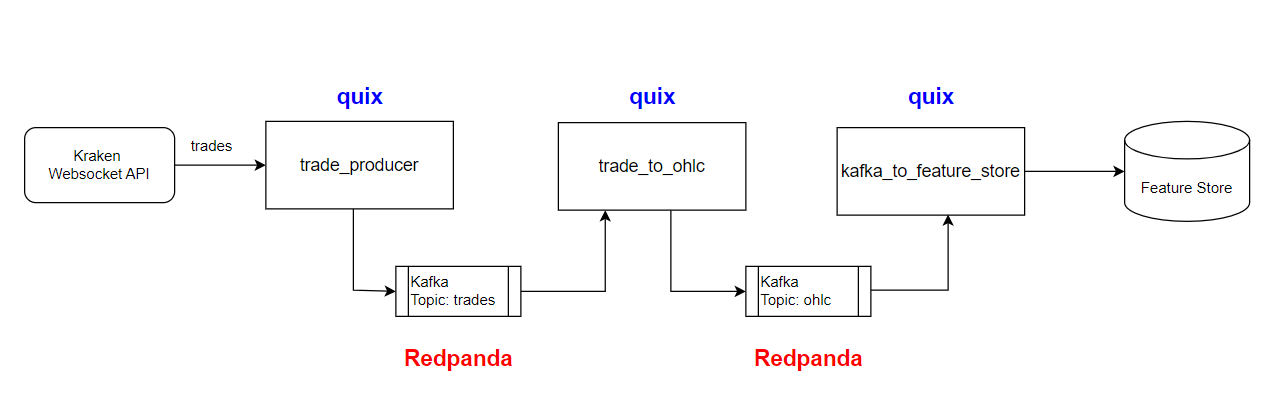 quix
quix
quix
Kraken
Websocket API
trades
trade_producer
trade_to_ohlc
kafka_to_feature_store
Feature Store
Kafka
Topic: trades
Kafka
Topic: ohlc
Redpanda
Redpanda